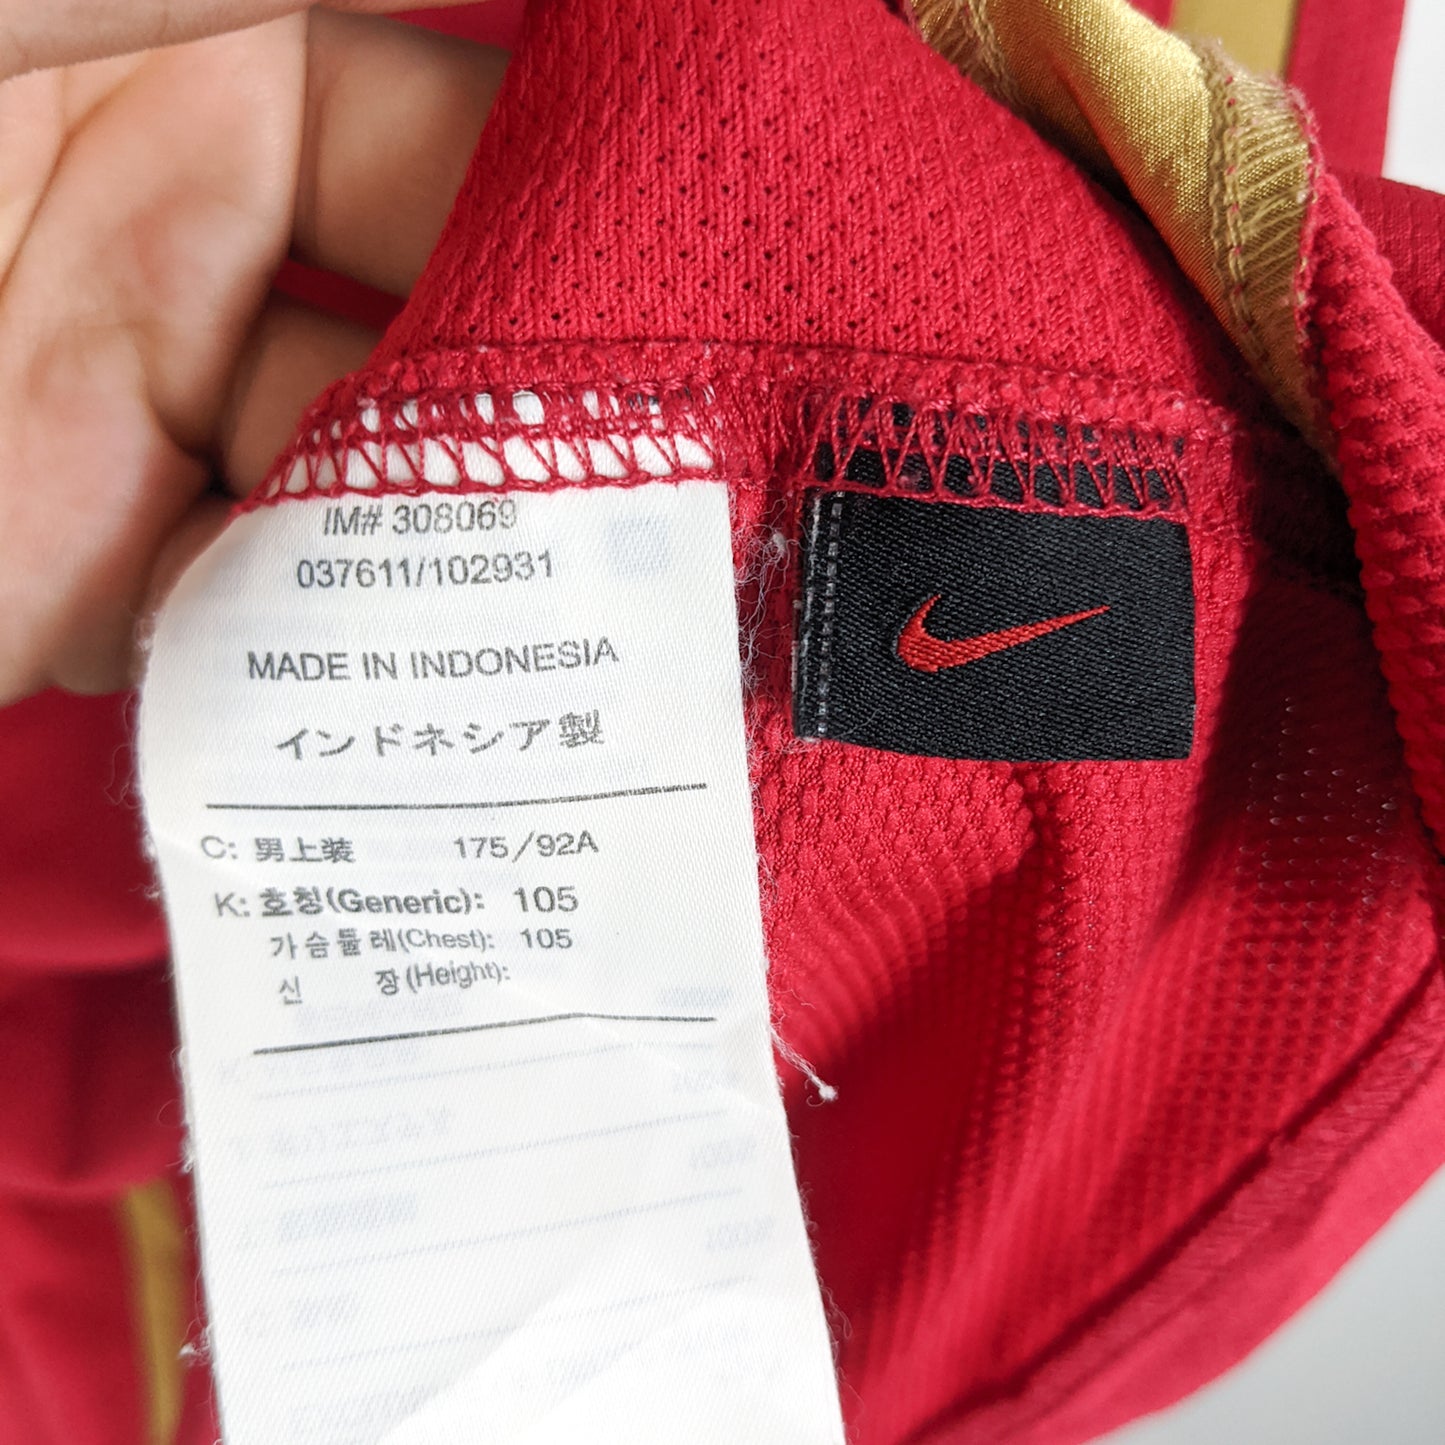 IM# 308069
037611/102931
MADE IN INDONESIA
インドネシア製
C: 男上装 175/92A
K: 호칭(Generic): 105
가슴둘레(Chest): 105
신 장(Height):